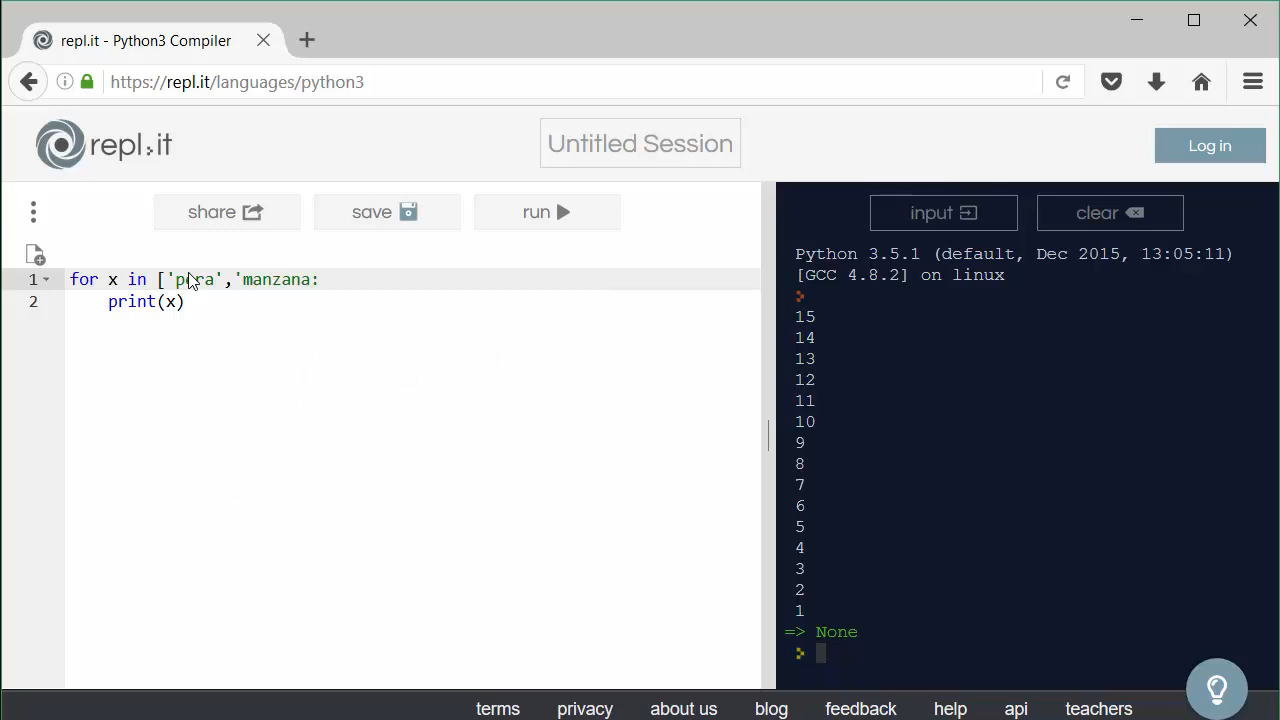 repl.it - Python3 Compiler
https://repl.it/languages/python3
repl.it
Untitled Session
Log in
share
save
run
input
clear
1 for x in ['pera','manzana:
2 print(x)
Python 3.5.1 (default, Dec 2015, 13:05:11)
[GCC 4.8.2] on linux
15
14
13
12
11
10
9
8
7
6
5
4
3
2
1
=> None
terms privacy about us blog feedback help api teachers